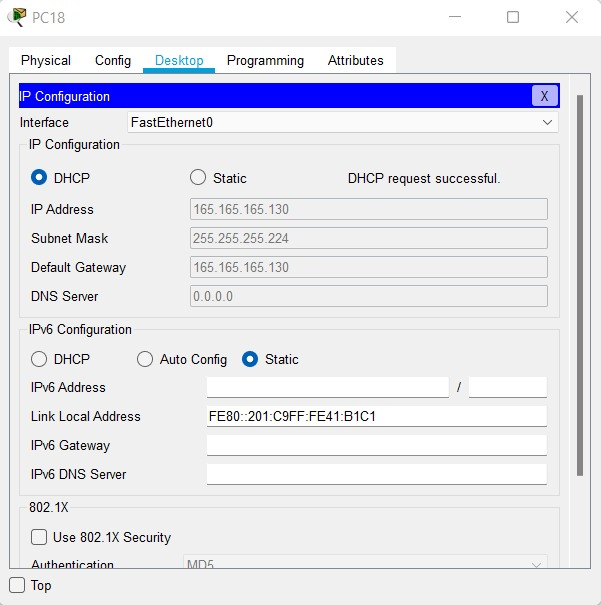 PC18
Physical Config Desktop Programming Attributes
IP Configuration X
Interface FastEthernet0
IP Configuration
DHCP Static DHCP request successful.
IP Address 165.165.165.130
Subnet Mask 255.255.255.224
Default Gateway 165.165.165.130
DNS Server 0.0.0.0
IPv6 Configuration
DHCP Auto Config Static
IPv6 Address /
Link Local Address FE80::201:C9FF:FE41:B1C1
IPv6 Gateway
IPv6 DNS Server
802.1X
Use 802.1X Security
Authentication MD5
Top